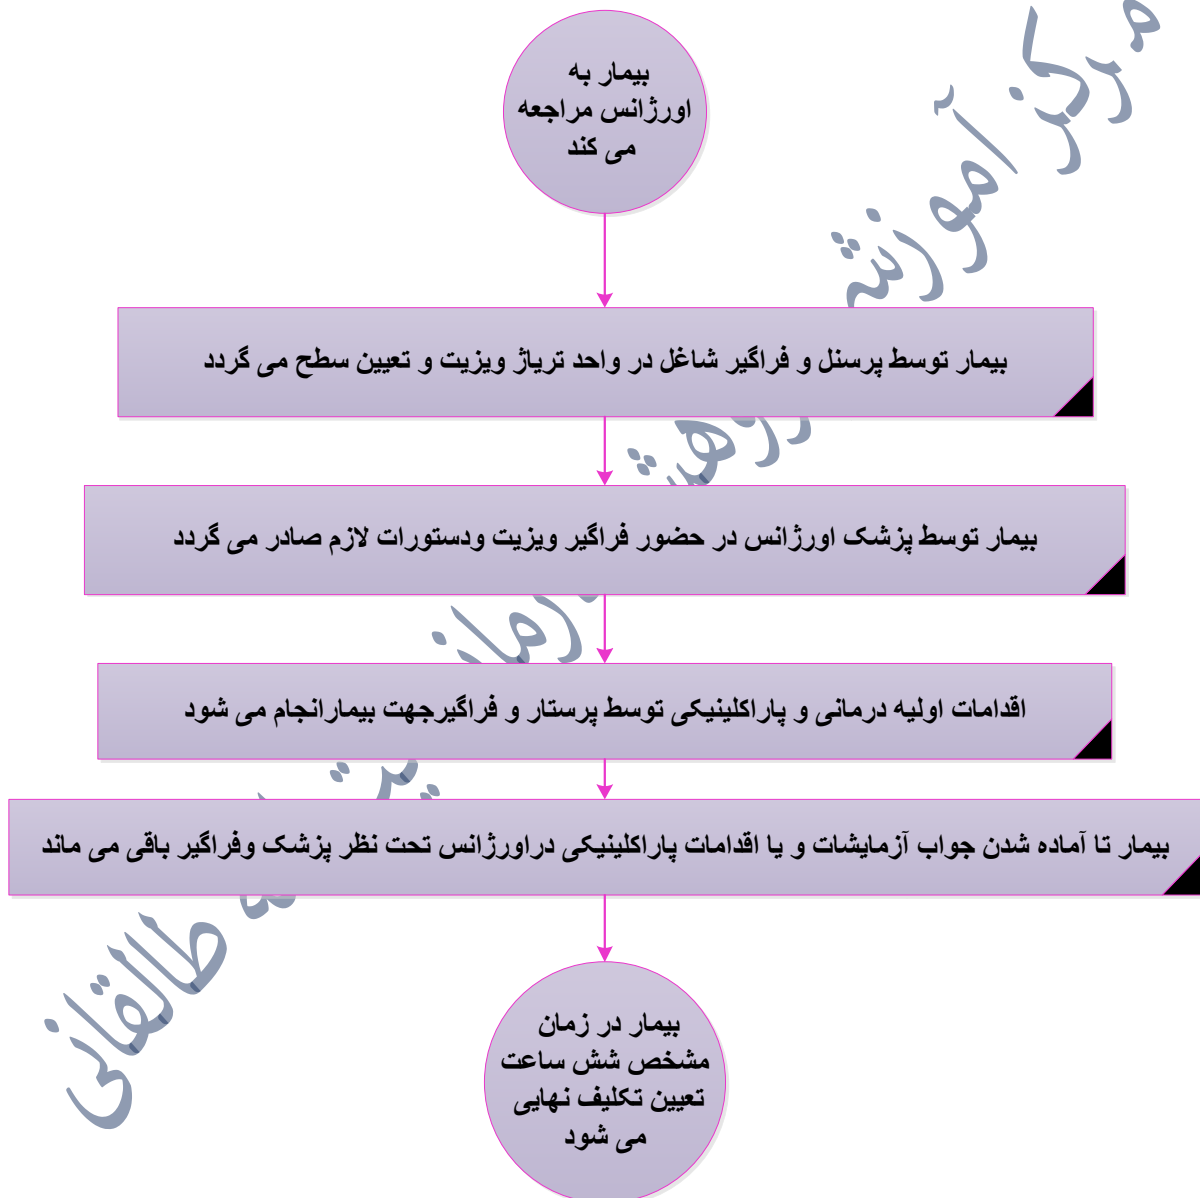 بیمار به
اورژانس مراجعه
می کند
بیمار توسط پرسنل و فراگیر شاغل در واحد تریاژ ویزیت و تعیین سطح می گردد
بیمار توسط پزشک اورژانس در حضور فراگیر ویزیت ودستورات لازم صادر می گردد
اقدامات اولیه درمانی و پاراکلینیکی توسط پرستار و فراگیرجهت بیمارانجام می شود
بیمار تا آماده شدن جواب آزمایشات و یا اقدامات پاراکلینیکی دراورژانس تحت نظر پزشک وفراگیر باقی می ماند
بیمار در زمان
مشخص شش ساعت
تعیین تکلیف نهایی
می شود
مرکز آموزشی طالقانی